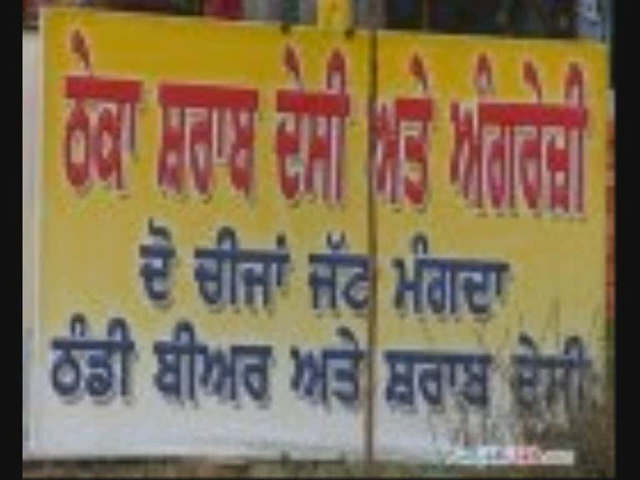 ਠੇਕਾ ਸ਼ਰਾਬ ਦੇਸੀ ਅਤੇ ਅੰਗਰੇਜ਼ੀ
ਦੋ ਚੀਜਾਂ ਜੱਟ ਮੰਗਦਾ
ਠੰਡੀ ਬੀਅਰ ਅਤੇ ਸ਼ਰਾਬ ਦੇਸੀ